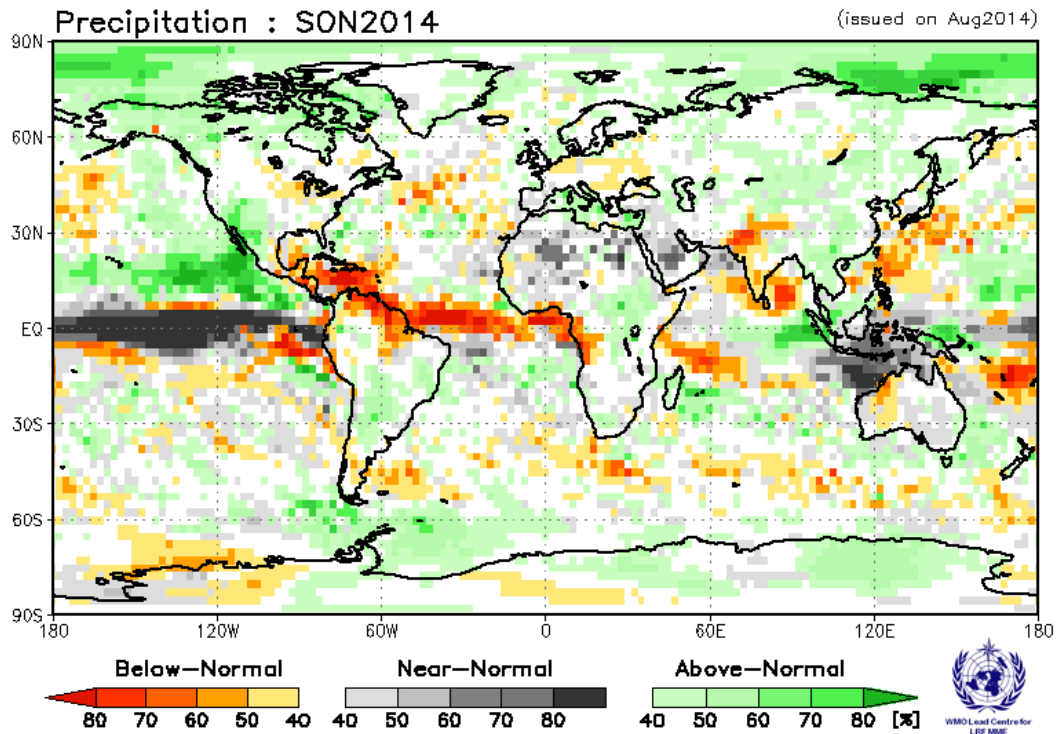 Precipitation : SON2014
(issued on Aug2014)
90N
60N
30N
EQ
30S
60S
90S
180 120W 60W 0 60E 120E 180
Below-Normal Near-Normal Above-Normal
80 70 60 50 40 40 50 60 70 80 40 50 60 70 80 [%]
WMO Lead Centre for
LRFMME